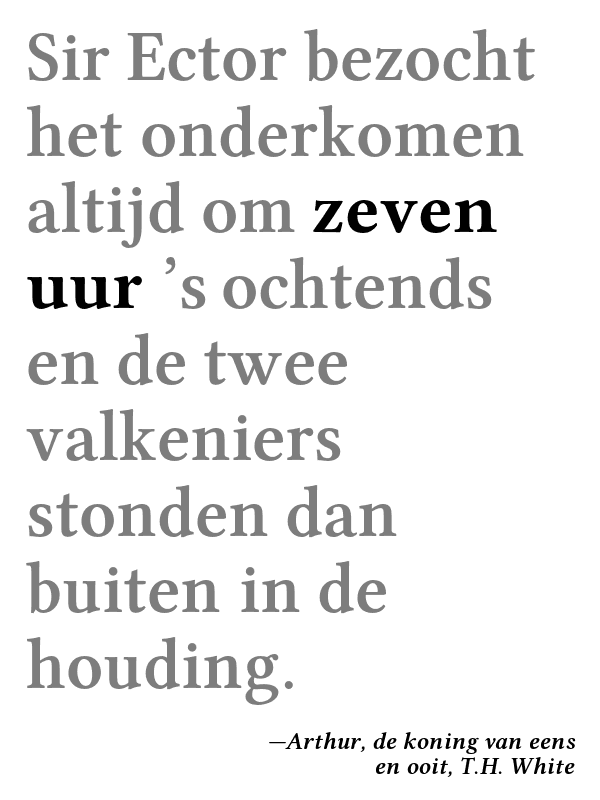 Sir Ector bezocht
het onderkomen
altijd om zeven
uur ’s ochtends
en de twee
valkeniers
stonden dan
buiten in de
houding.
—Arthur, de koning van eens
en ooit, T.H. White